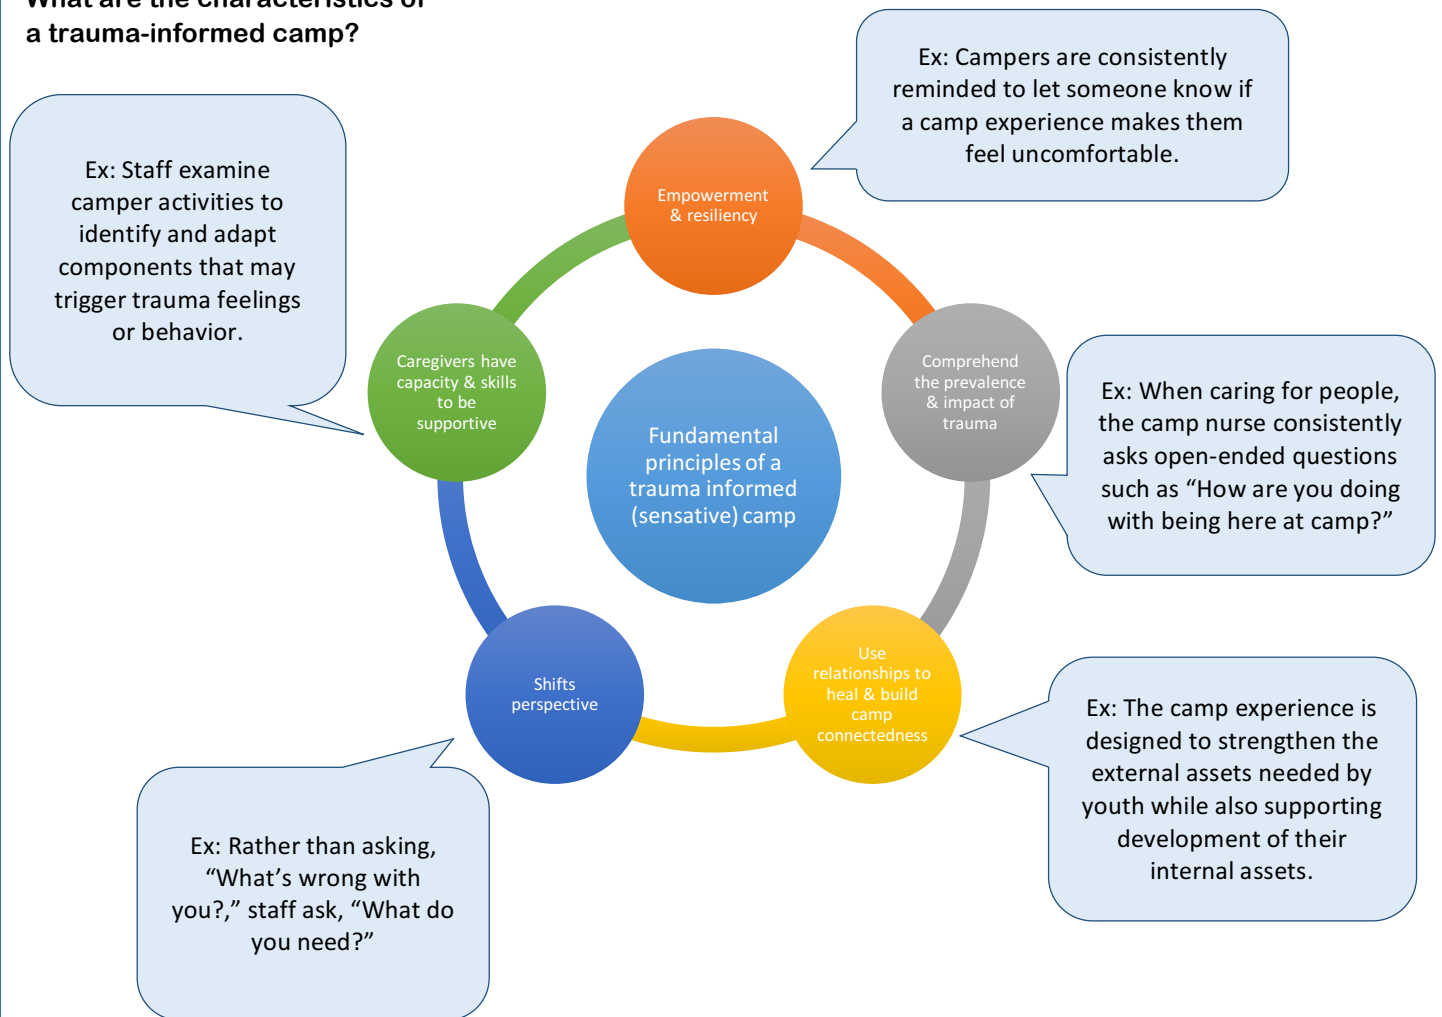 What are the characteristics of
a trauma-informed camp?
Ex: Campers are consistently
reminded to let someone know if
a camp experience makes them
feel uncomfortable.
Ex: Staff examine
camper activities to
identify and adapt
components that may
trigger trauma feelings
or behavior.
Empowerment
& resiliency
Caregivers have
capacity & skills
to be
supportive
Comprehend
the prevalence
& impact of
trauma
Ex: When caring for people,
the camp nurse consistently
asks open-ended questions
such as “How are you doing
with being here at camp?”
Fundamental
principles of a
trauma informed
(sensative) camp
Shifts
perspective
Use
relationships to
heal & build
camp
connectedness
Ex: The camp experience is
designed to strengthen the
external assets needed by
youth while also supporting
development of their
internal assets.
Ex: Rather than asking,
“What’s wrong with
you?,” staff ask, “What do
you need?”